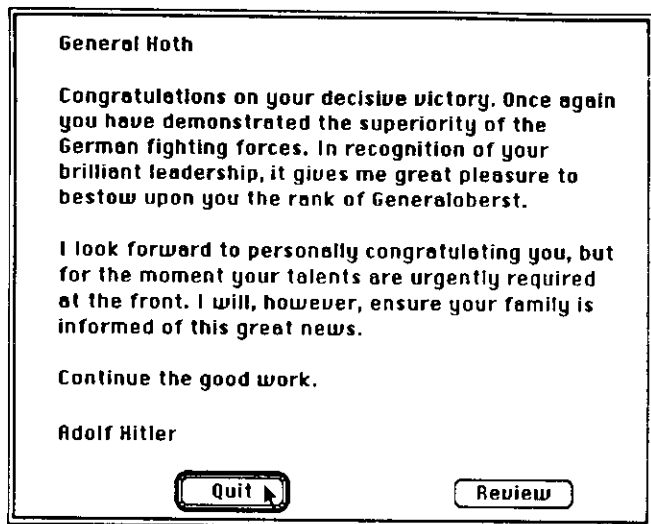 General Hoth
Congratulations on your decisive victory. Once again
you have demonstrated the superiority of the
German fighting forces. In recognition of your
brilliant leadership, it gives me great pleasure to
bestow upon you the rank of Generaloberst.
I look forward to personally congratulating you, but
for the moment your talents are urgently required
at the front. I will, however, ensure your family is
informed of this great news.
Continue the good work.
Adolf Hitler
Quit
Review